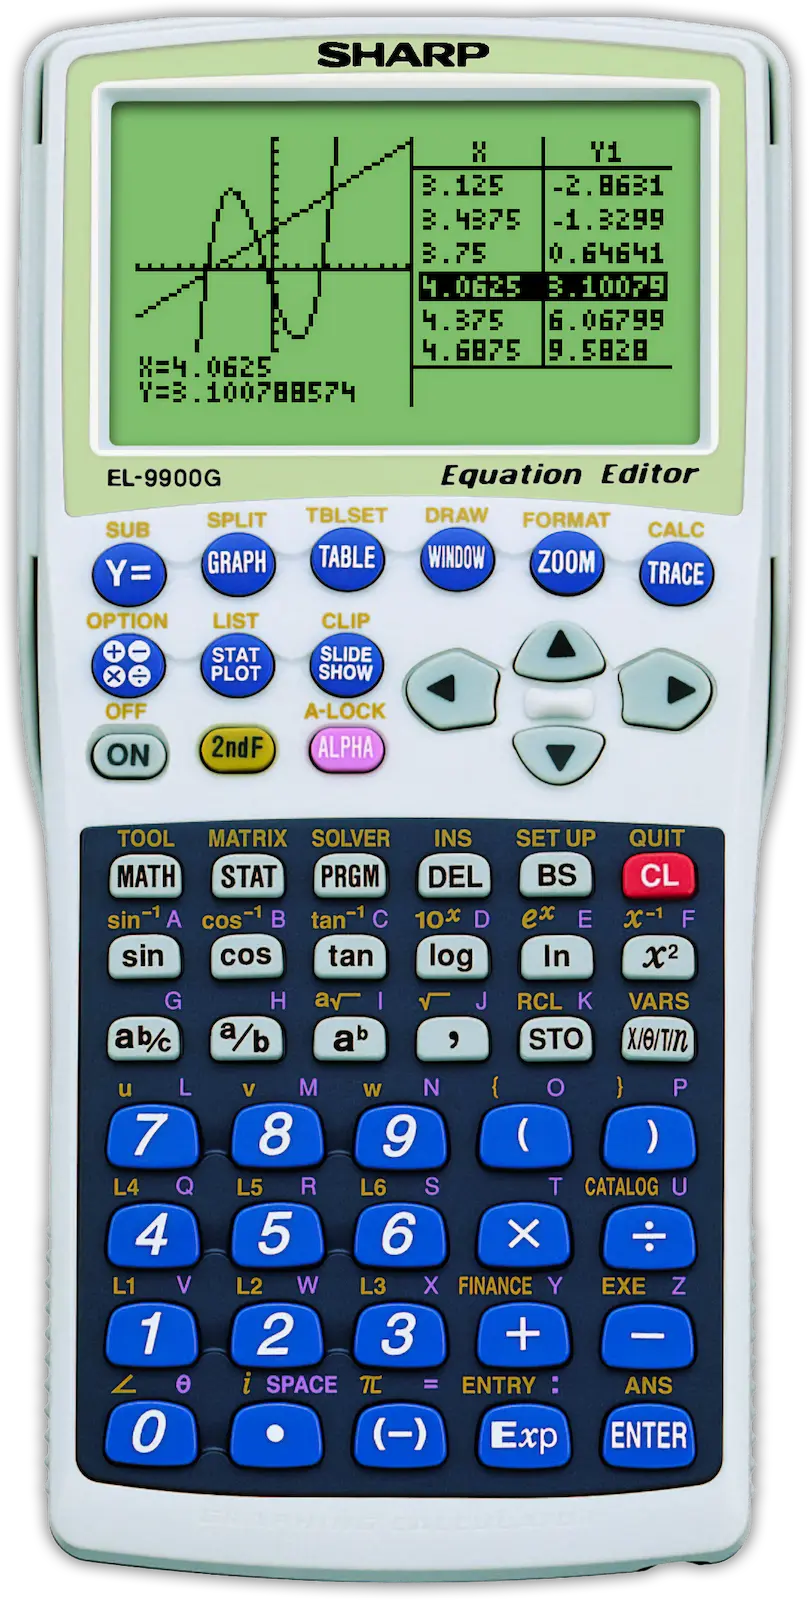 SHARP
X Y1
3.125 -2.8631
3.4375 -1.3299
3.75 0.64641
4.0625 3.10079
4.375 6.06799
4.6875 9.5828
X=4.0625
Y=3.100788574
EL-9900G Equation Editor
SUB SPLIT TBLSET DRAW FORMAT CALC
Y= GRAPH TABLE WINDOW ZOOM TRACE
OPTION LIST CLIP
+ − × ÷ STAT PLOT SLIDE SHOW
OFF A-LOCK
ON 2ndF ALPHA
TOOL MATRIX SOLVER INS SET UP QUIT
MATH STAT PRGM DEL BS CL
sin⁻¹ A cos⁻¹ B tan⁻¹ C 10ˣ D eˣ E x⁻¹ F
sin cos tan log ln x²
G H a√ I √ J RCL K VARS
ab/c a/b aᵇ , STO X/θ/T/n
u L v M w N { O } P
7 8 9 ( )
L4 Q L5 R L6 S T CATALOG U
4 5 6 × ÷
L1 V L2 W L3 X FINANCE Y EXE Z
1 2 3 + −
∠ θ i SPACE π = ENTRY : ANS
0 • (−) Exp ENTER